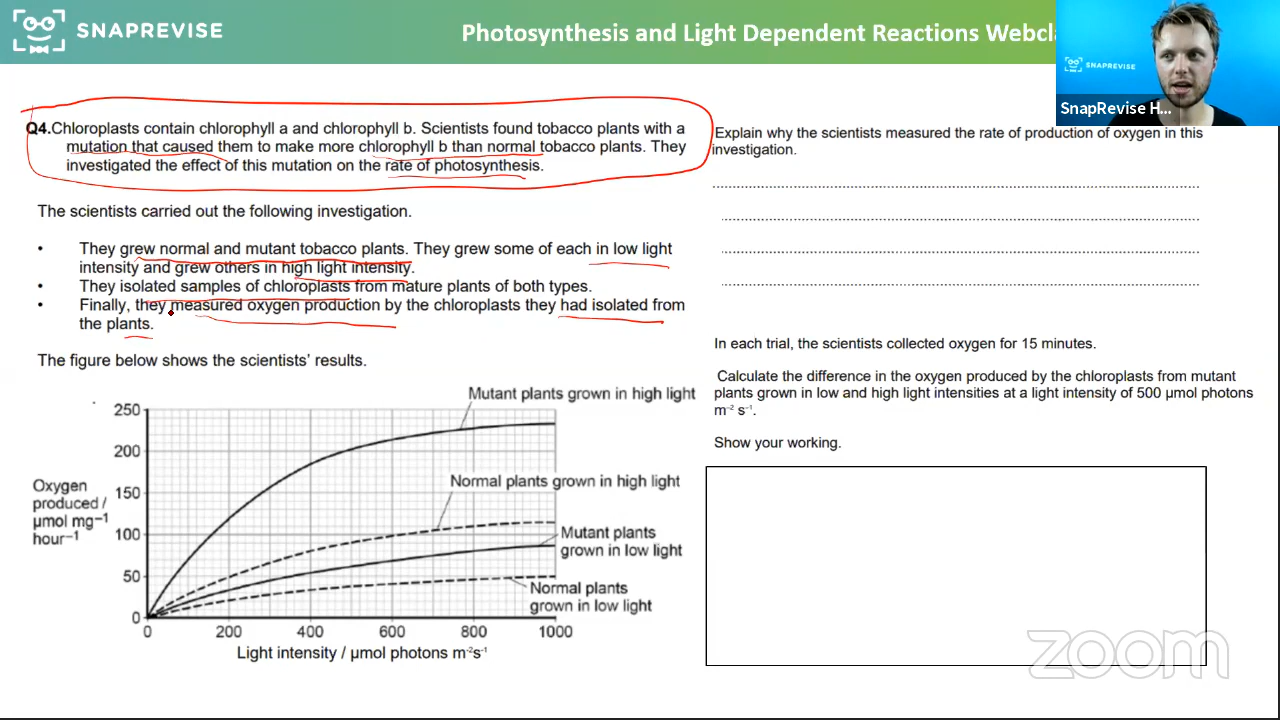 SNAPREVISE
Photosynthesis and Light Dependent Reactions Webcla
SNAPREVISE
SnapRevise H...
Q4.Chloroplasts contain chlorophyll a and chlorophyll b. Scientists found tobacco plants with a
mutation that caused them to make more chlorophyll b than normal tobacco plants. They
investigated the effect of this mutation on the rate of photosynthesis.
The scientists carried out the following investigation.
• They grew normal and mutant tobacco plants. They grew some of each in low light
intensity and grew others in high light intensity.
• They isolated samples of chloroplasts from mature plants of both types.
• Finally, they measured oxygen production by the chloroplasts they had isolated from
the plants.
The figure below shows the scientists' results.
Mutant plants grown in high light
Normal plants grown in high light
Mutant plants
grown in low light
Normal plants
grown in low light
Oxygen
produced /
µmol mg⁻¹
hour⁻¹
250
200
150
100
50
0
0 200 400 600 800 1000
Light intensity / µmol photons m⁻²s⁻¹
Explain why the scientists measured the rate of production of oxygen in this
investigation.
In each trial, the scientists collected oxygen for 15 minutes.
Calculate the difference in the oxygen produced by the chloroplasts from mutant
plants grown in low and high light intensities at a light intensity of 500 µmol photons
m⁻² s⁻¹.
Show your working.
zoom